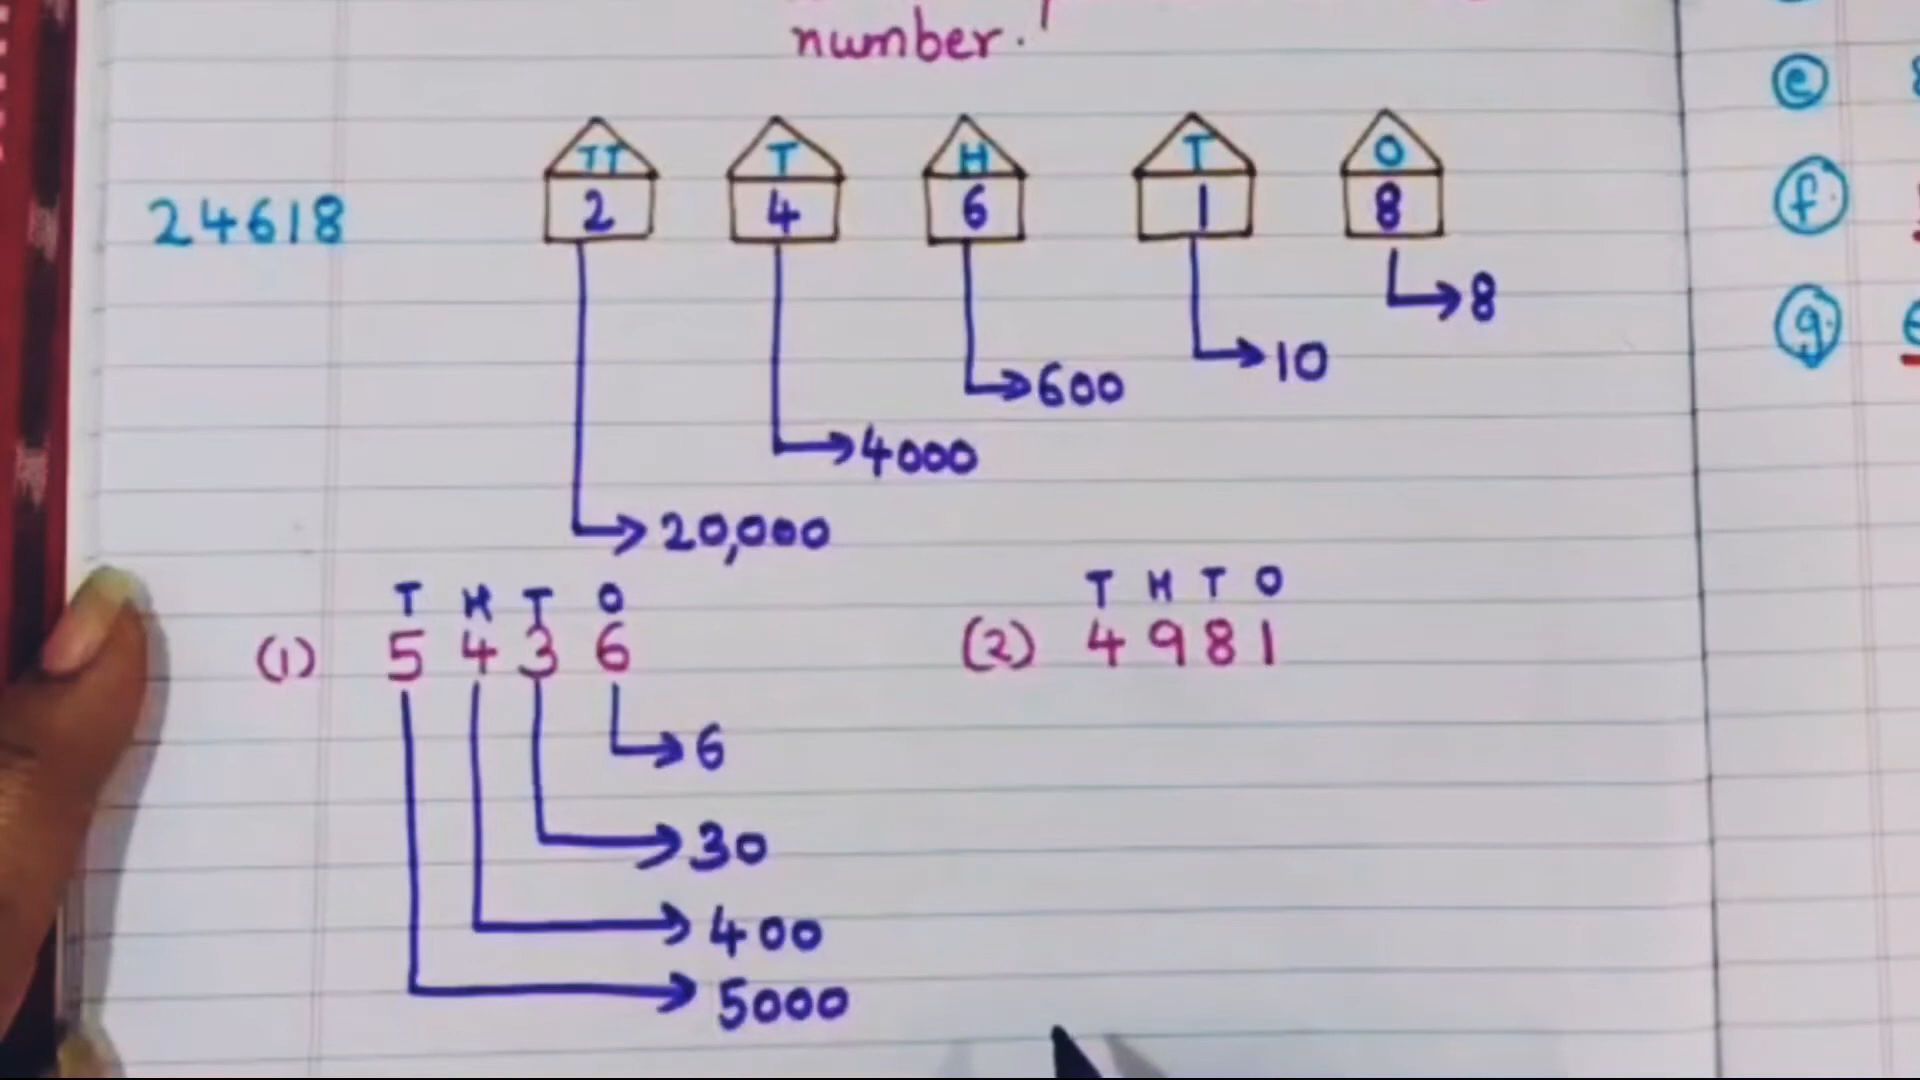 number.
TT T H T O
24618 2 4 6 1 8
8
10
600
4000
20,000
T H T O
(1) 5 4 3 6
6
30
400
5000
T H T O
(2) 4 9 8 1
e
f
g